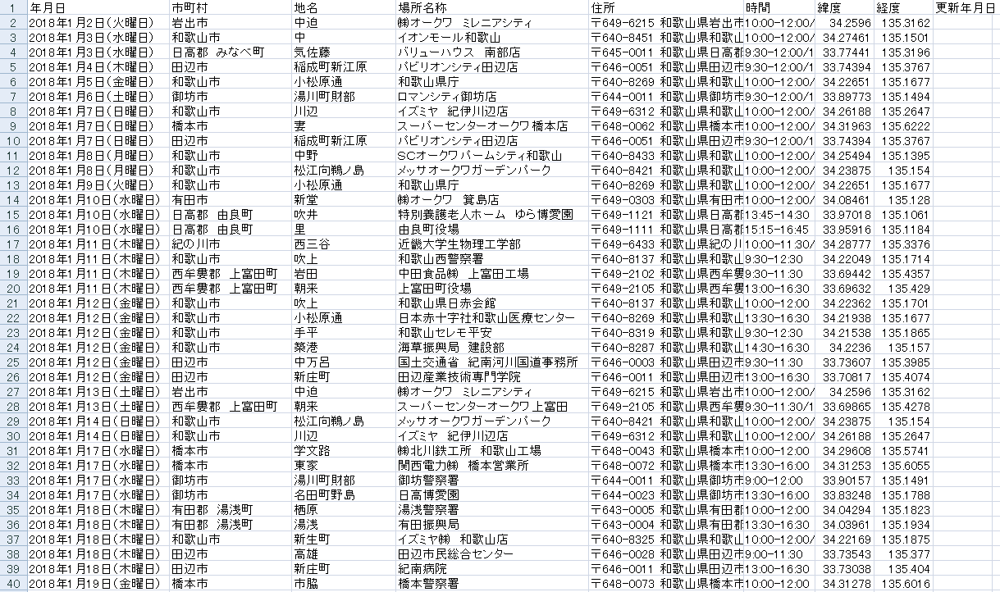 1 年月日 市町村 地名 場所名称 住所 時間 緯度 経度 更新年月日
2 2018年1月2日(火曜日) 岩出市 中迫 ㈱オークワ ミレニアシティ 〒649-6215 和歌山県岩出市 10:00-12:00/ 34.2596 135.3162
3 2018年1月3日(水曜日) 和歌山市 中 イオンモール和歌山 〒640-8451 和歌山県和歌山 10:00-12:00/ 34.27461 135.1501
4 2018年1月3日(水曜日) 日高郡 みなべ町 気佐藤 バリューハウス 南部店 〒645-0011 和歌山県日高郡 9:30-12:00/1 33.77441 135.3196
5 2018年1月4日(木曜日) 田辺市 稲成町新江原 パビリオンシティ田辺店 〒646-0051 和歌山県田辺市 9:30-12:00/1 33.74394 135.3767
6 2018年1月5日(金曜日) 和歌山市 小松原通 和歌山県庁 〒640-8269 和歌山県和歌山 10:00-12:00/ 34.22651 135.1677
7 2018年1月6日(土曜日) 御坊市 湯川町財部 ロマンシティ御坊店 〒644-0011 和歌山県御坊市 9:30-12:00/1 33.89773 135.1494
8 2018年1月7日(日曜日) 和歌山市 川辺 イズミヤ 紀伊川辺店 〒649-6312 和歌山県和歌山 10:00-12:00/ 34.26188 135.2647
9 2018年1月7日(日曜日) 橋本市 妻 スーパーセンターオークワ橋本店 〒648-0062 和歌山県橋本市 10:00-12:00/ 34.31963 135.6222
10 2018年1月7日(日曜日) 田辺市 稲成町新江原 パビリオンシティ田辺店 〒646-0051 和歌山県田辺市 9:30-12:00/1 33.74394 135.3767
11 2018年1月8日(月曜日) 和歌山市 中野 SCオークワパームシティ和歌山 〒640-8433 和歌山県和歌山 10:00-12:00/ 34.25494 135.1395
12 2018年1月8日(月曜日) 和歌山市 松江向鵜ノ島 メッサオークワガーデンパーク 〒640-8421 和歌山県和歌山 10:00-12:00/ 34.23875 135.154
13 2018年1月9日(火曜日) 和歌山市 小松原通 和歌山県庁 〒640-8269 和歌山県和歌山 10:00-12:00/ 34.22651 135.1677
14 2018年1月10日(水曜日) 有田市 新堂 ㈱オークワ 箕島店 〒649-0303 和歌山県有田市 10:00-12:00/ 34.08461 135.128
15 2018年1月10日(水曜日) 日高郡 由良町 吹井 特別養護老人ホーム ゆら博愛園 〒649-1121 和歌山県日高郡 13:45-14:30 33.97018 135.1061
16 2018年1月10日(水曜日) 日高郡 由良町 里 由良町役場 〒649-1111 和歌山県日高郡 15:15-16:45 33.95916 135.1184
17 2018年1月11日(木曜日) 紀の川市 西三谷 近畿大学生物理工学部 〒649-6433 和歌山県紀の川 10:00-11:30/ 34.28777 135.3376
18 2018年1月11日(木曜日) 和歌山市 吹上 和歌山西警察署 〒640-8137 和歌山県和歌山 9:30-12:30 34.22049 135.1714
19 2018年1月11日(木曜日) 西牟婁郡 上富田町 岩田 中田食品㈱ 上富田工場 〒649-2102 和歌山県西牟婁 9:30-11:30 33.69442 135.4357
20 2018年1月11日(木曜日) 西牟婁郡 上富田町 朝来 上富田町役場 〒649-2105 和歌山県西牟婁 13:00-16:30 33.69632 135.429
21 2018年1月12日(金曜日) 和歌山市 吹上 和歌山県日赤会館 〒640-8137 和歌山県和歌山 10:00-12:00 34.22362 135.1701
22 2018年1月12日(金曜日) 和歌山市 小松原通 日本赤十字社和歌山医療センター 〒640-8269 和歌山県和歌山 13:30-16:30 34.21938 135.1677
23 2018年1月12日(金曜日) 和歌山市 手平 和歌山セレモ平安 〒640-8319 和歌山県和歌山 9:30-12:30 34.21538 135.1865
24 2018年1月12日(金曜日) 和歌山市 築港 海草振興局 建設部 〒640-8287 和歌山県和歌山 14:30-16:30 34.2236 135.157
25 2018年1月12日(金曜日) 田辺市 中万呂 国土交通省 紀南河川国道事務所 〒646-0003 和歌山県田辺市 9:30-11:30 33.73607 135.3985
26 2018年1月12日(金曜日) 田辺市 新庄町 田辺産業技術専門学院 〒646-0011 和歌山県田辺市 13:00-16:30 33.70817 135.4074
27 2018年1月13日(土曜日) 岩出市 中迫 ㈱オークワ ミレニアシティ 〒649-6215 和歌山県岩出市 10:00-12:00/ 34.2596 135.3162
28 2018年1月13日(土曜日) 西牟婁郡 上富田町 朝来 スーパーセンターオークワ上富田 〒649-2105 和歌山県西牟婁 9:30-11:30/1 33.69865 135.4278
29 2018年1月14日(日曜日) 和歌山市 松江向鵜ノ島 メッサオークワガーデンパーク 〒640-8421 和歌山県和歌山 10:00-12:00/ 34.23875 135.154
30 2018年1月14日(日曜日) 和歌山市 川辺 イズミヤ 紀伊川辺店 〒649-6312 和歌山県和歌山 10:00-12:00/ 34.26188 135.2647
31 2018年1月17日(水曜日) 橋本市 学文路 ㈱北川鉄工所 和歌山工場 〒648-0043 和歌山県橋本市 10:00-12:00 34.29608 135.5741
32 2018年1月17日(水曜日) 橋本市 東家 関西電力㈱ 橋本営業所 〒648-0072 和歌山県橋本市 13:30-16:00 34.31253 135.6055
33 2018年1月17日(水曜日) 御坊市 湯川町財部 御坊警察署 〒644-0011 和歌山県御坊市 9:00-12:00 33.90157 135.1491
34 2018年1月17日(水曜日) 御坊市 名田町野島 日高博愛園 〒644-0023 和歌山県御坊市 13:30-16:00 33.83248 135.1788
35 2018年1月18日(木曜日) 有田郡 湯浅町 栖原 湯浅警察署 〒643-0005 和歌山県有田郡 10:00-12:00 34.04294 135.1823
36 2018年1月18日(木曜日) 有田郡 湯浅町 湯浅 有田振興局 〒643-0004 和歌山県有田郡 13:30-16:30 34.03961 135.1934
37 2018年1月18日(木曜日) 和歌山市 新生町 イズミヤ㈱ 和歌山店 〒640-8325 和歌山県和歌山 10:00-12:00/ 34.22169 135.1875
38 2018年1月18日(木曜日) 田辺市 高雄 田辺市民総合センター 〒646-0028 和歌山県田辺市 9:00-11:30 33.73543 135.377
39 2018年1月18日(木曜日) 田辺市 新庄町 紀南病院 〒646-0011 和歌山県田辺市 13:00-16:30 33.73038 135.404
40 2018年1月19日(金曜日) 橋本市 市脇 橋本警察署 〒648-0073 和歌山県橋本市 10:00-12:00 34.31278 135.6016